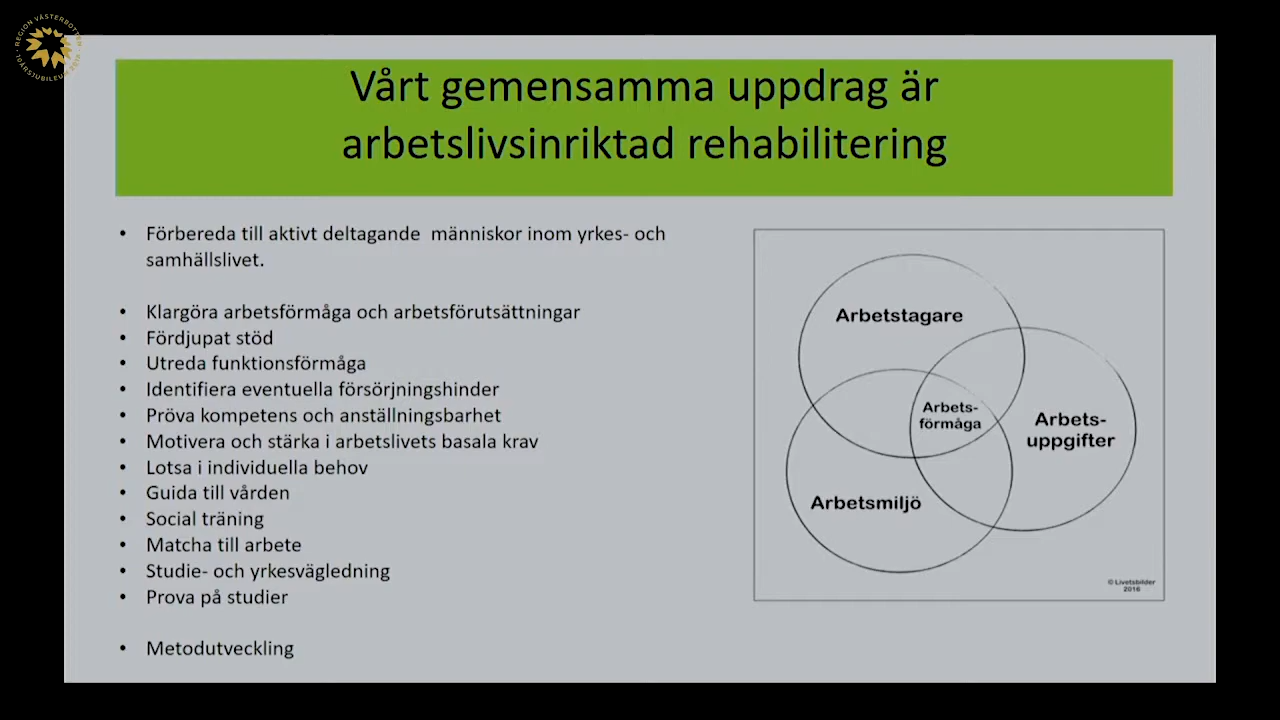 REGION VÄSTERBOTTEN
10ÅRSJUBILEUM
Vårt gemensamma uppdrag är
arbetslivsinriktad rehabilitering
• Förbereda till aktivt deltagande människor inom yrkes- och
samhällslivet.
• Klargöra arbetsförmåga och arbetsförutsättningar
• Fördjupat stöd
• Utreda funktionsförmåga
• Identifiera eventuella försörjningshinder
• Pröva kompetens och anställningsbarhet
• Motivera och stärka i arbetslivets basala krav
• Lotsa i individuella behov
• Guida till vården
• Social träning
• Matcha till arbete
• Studie- och yrkesvägledning
• Prova på studier
• Metodutveckling
Arbetstagare
Arbets-
förmåga
Arbets-
uppgifter
Arbetsmiljö
© Livetsbilder
2016